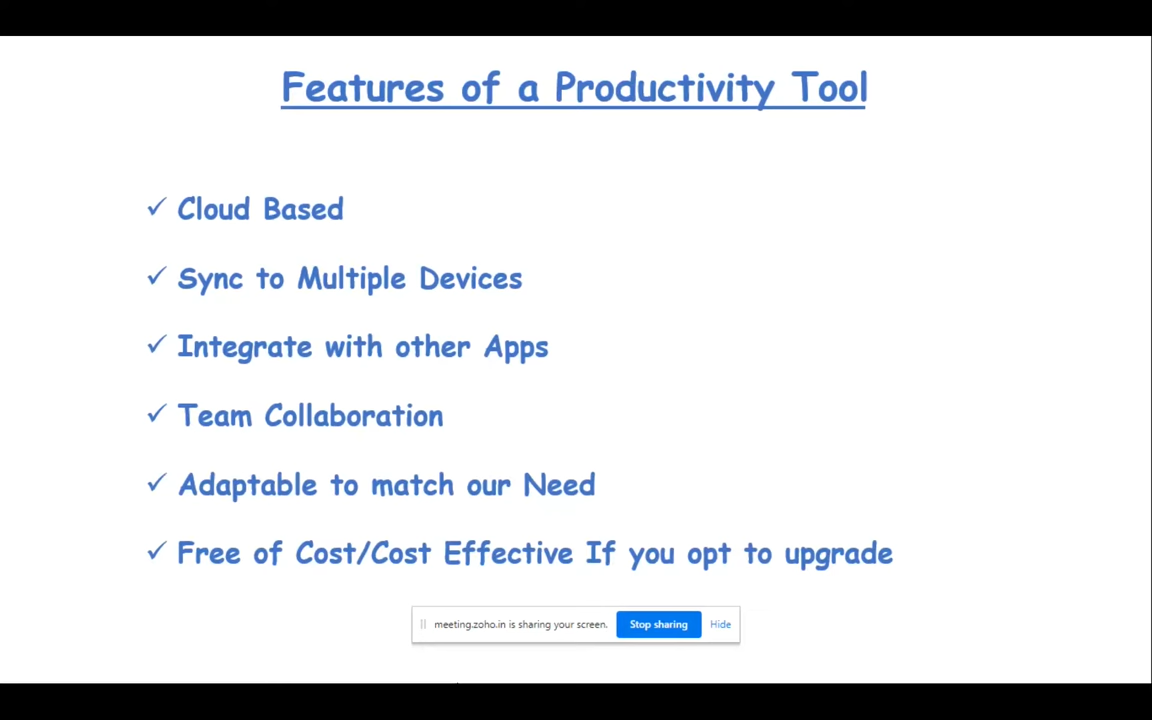 Features of a Productivity Tool
✓ Cloud Based
✓ Sync to Multiple Devices
✓ Integrate with other Apps
✓ Team Collaboration
✓ Adaptable to match our Need
✓ Free of Cost/Cost Effective If you opt to upgrade
meeting.zoho.in is sharing your screen. Stop sharing Hide